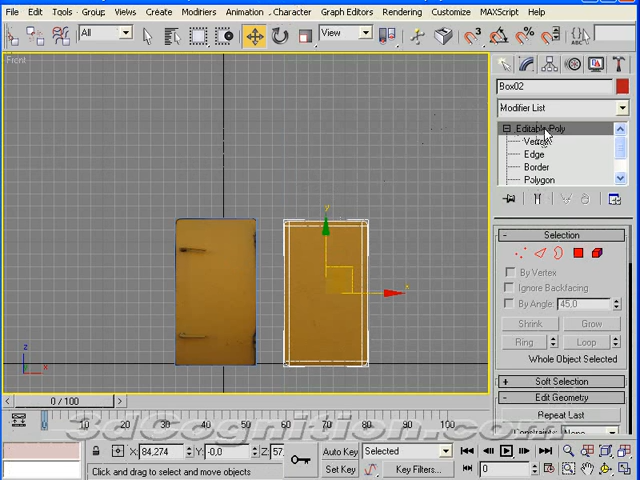 File Edit Tools Group Views Create Modifiers Animation Character Graph Editors Rendering Customize MAXScript Help
All View ABC
Front
Box02
Modifier List
Editable Poly
Vertex
Edge
Border
Polygon
Selection
By Vertex
Ignore Backfacing
By Angle: 45,0
Shrink Grow
Ring Loop
Whole Object Selected
Soft Selection
Edit Geometry
Repeat Last
y
x
z
x
0 / 100
0 10 20 30 40 50 60 70 80 90 100
3dCognition.com
X: 84,274 Y: -0,0 Z: 57, Auto Key Selected
Click and drag to select and move objects Set Key Key Filters... 0